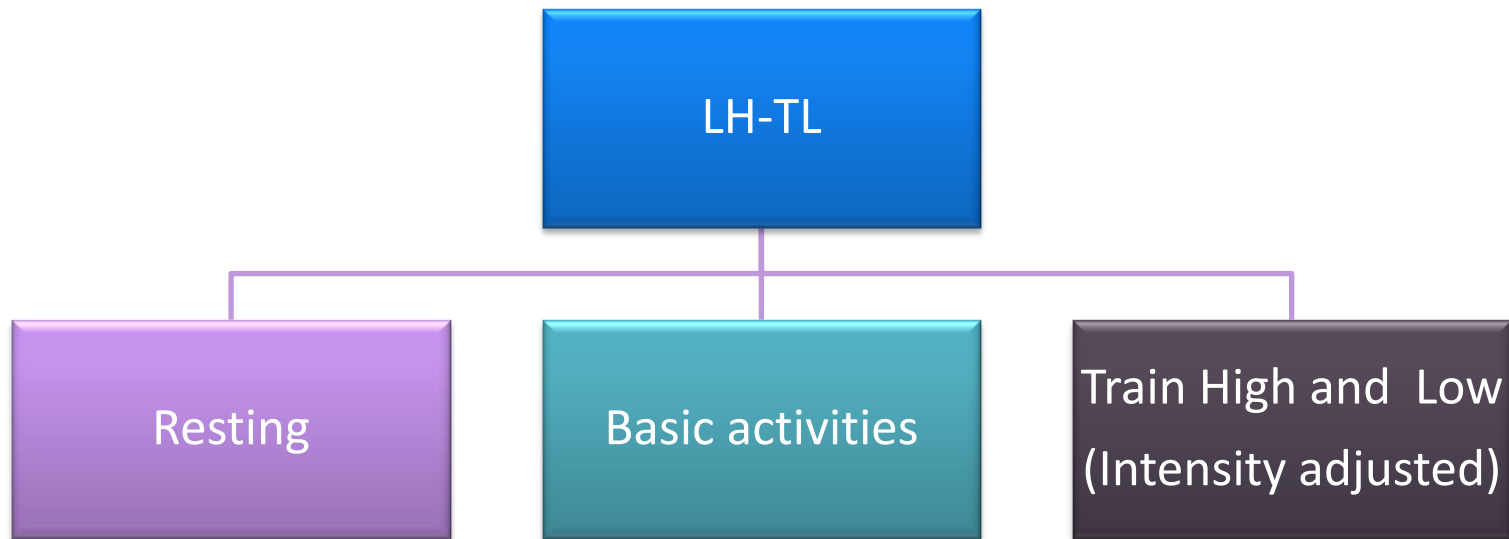 LH-TL
Resting
Basic activities
Train High and  Low
(Intensity adjusted)